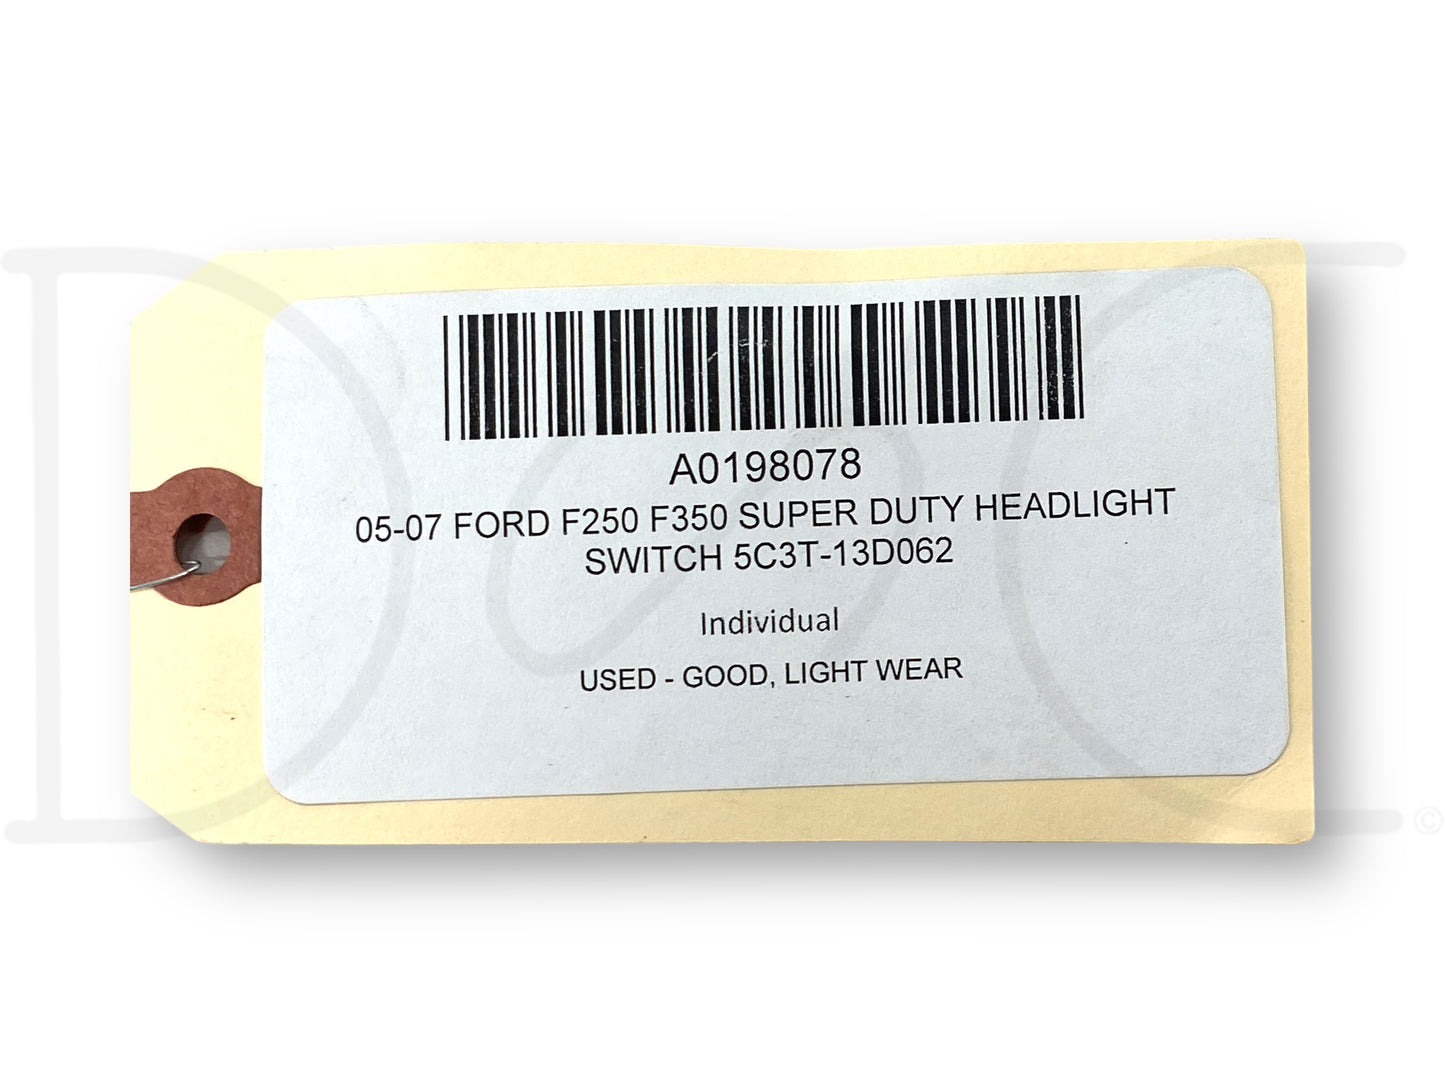 A0198078
05-07 FORD F250 F350 SUPER DUTY HEADLIGHT
SWITCH 5C3T-13D062
Individual
USED - GOOD, LIGHT WEAR